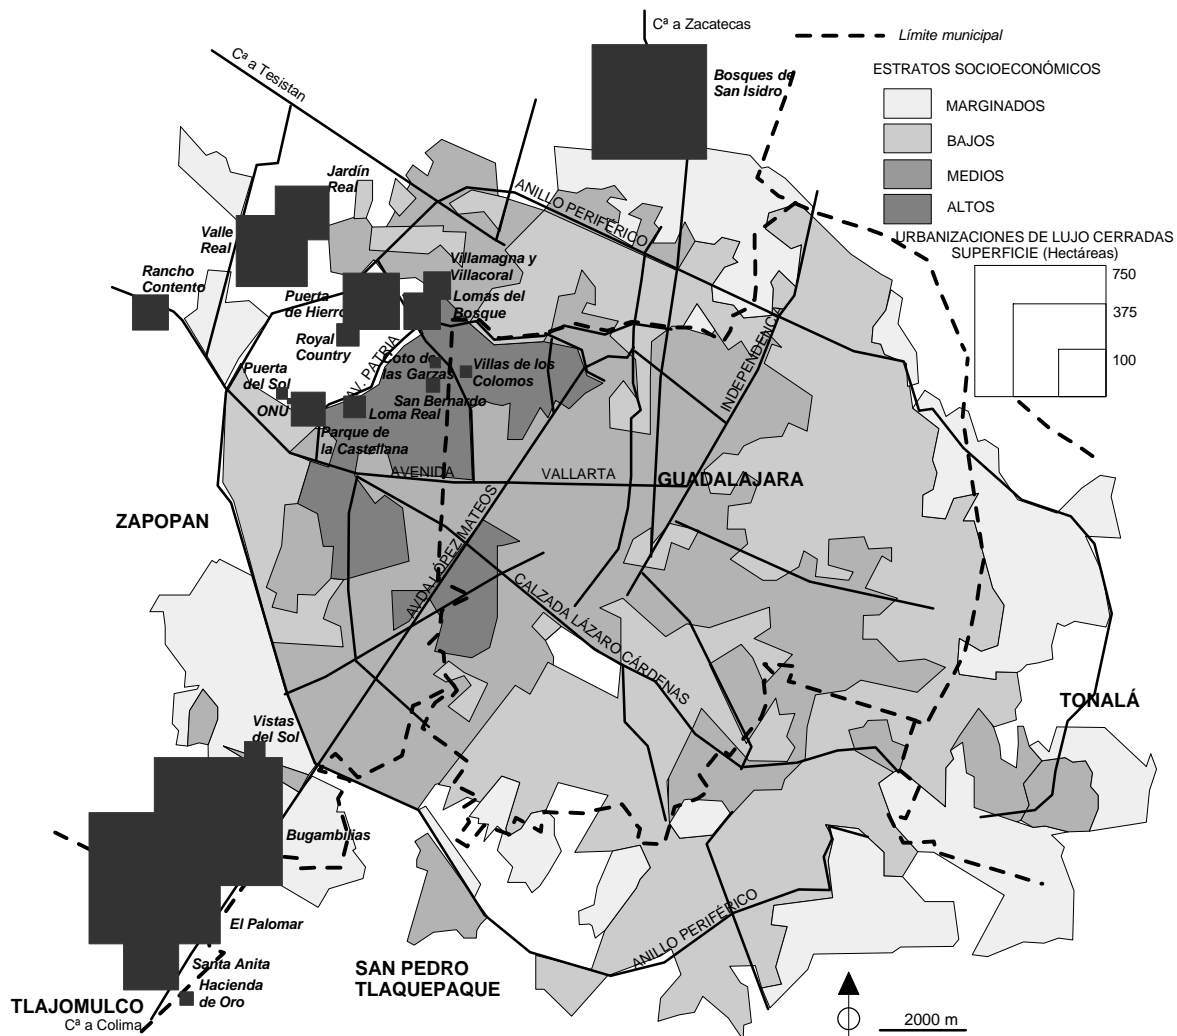 Cª a Zacatecas
Límite municipal
Cª a Tesistan
Bosques de
San Isidro
ESTRATOS SOCIOECONÓMICOS
MARGINADOS
BAJOS
MEDIOS
ALTOS
URBANIZACIONES DE LUJO CERRADAS
SUPERFICIE (Hectáreas)
750
375
100
Jardín
Real
ANILLO PERIFÉRICO
Valle
Real
Villamagna y
Villacoral
Rancho
Contento
Puerta
de Hierro
Lomas del
Bosque
Royal
Country
AV. PATRIA
INDEPENDENCIA
Puerta
del Sol
Coto de
las Garzas
Villas de los
Colomos
San Bernardo
ONU
Loma Real
Parque de
la Castellana
AVENIDA
VALLARTA
GUADALAJARA
ZAPOPAN
AVDA LÓPEZ MATEOS
CALZADA LÁZARO CÁRDENAS
TONALÁ
Vistas
del Sol
Bugambilias
El Palomar
ANILLO PERIFÉRICO
Santa Anita
SAN PEDRO
TLAQUEPAQUE
Hacienda
de Oro
TLAJOMULCO
Cª a Colima
2000 m